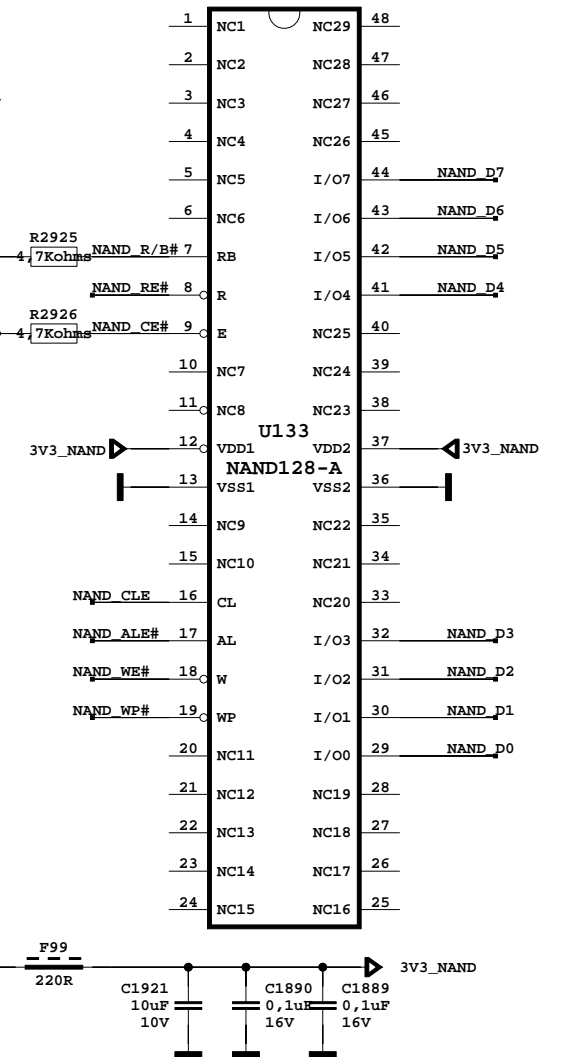 1 NC1 NC29 48
2 NC2 NC28 47
3 NC3 NC27 46
4 NC4 NC26 45
5 NC5 I/O7 44 NAND_D7
6 NC6 I/O6 43 NAND_D6
R2925
4,7Kohms NAND_R/B# 7 RB I/O5 42 NAND_D5
NAND_RE# 8 R I/O4 41 NAND_D4
R2926
4,7Kohms NAND_CE# 9 E NC25 40
10 NC7 NC24 39
11 NC8 NC23 38
U133
3V3_NAND 12 VDD1 VDD2 37 3V3_NAND
NAND128-A
13 VSS1 VSS2 36
14 NC9 NC22 35
15 NC10 NC21 34
NAND_CLE 16 CL NC20 33
NAND_ALE# 17 AL I/O3 32 NAND_D3
NAND_WE# 18 W I/O2 31 NAND_D2
NAND_WP# 19 WP I/O1 30 NAND_D1
20 NC11 I/O0 29 NAND_D0
21 NC12 NC19 28
22 NC13 NC18 27
23 NC14 NC17 26
24 NC15 NC16 25
F99
220R
3V3_NAND
C1921 C1890 C1889
10uF 0,1uF 0,1uF
10V 16V 16V